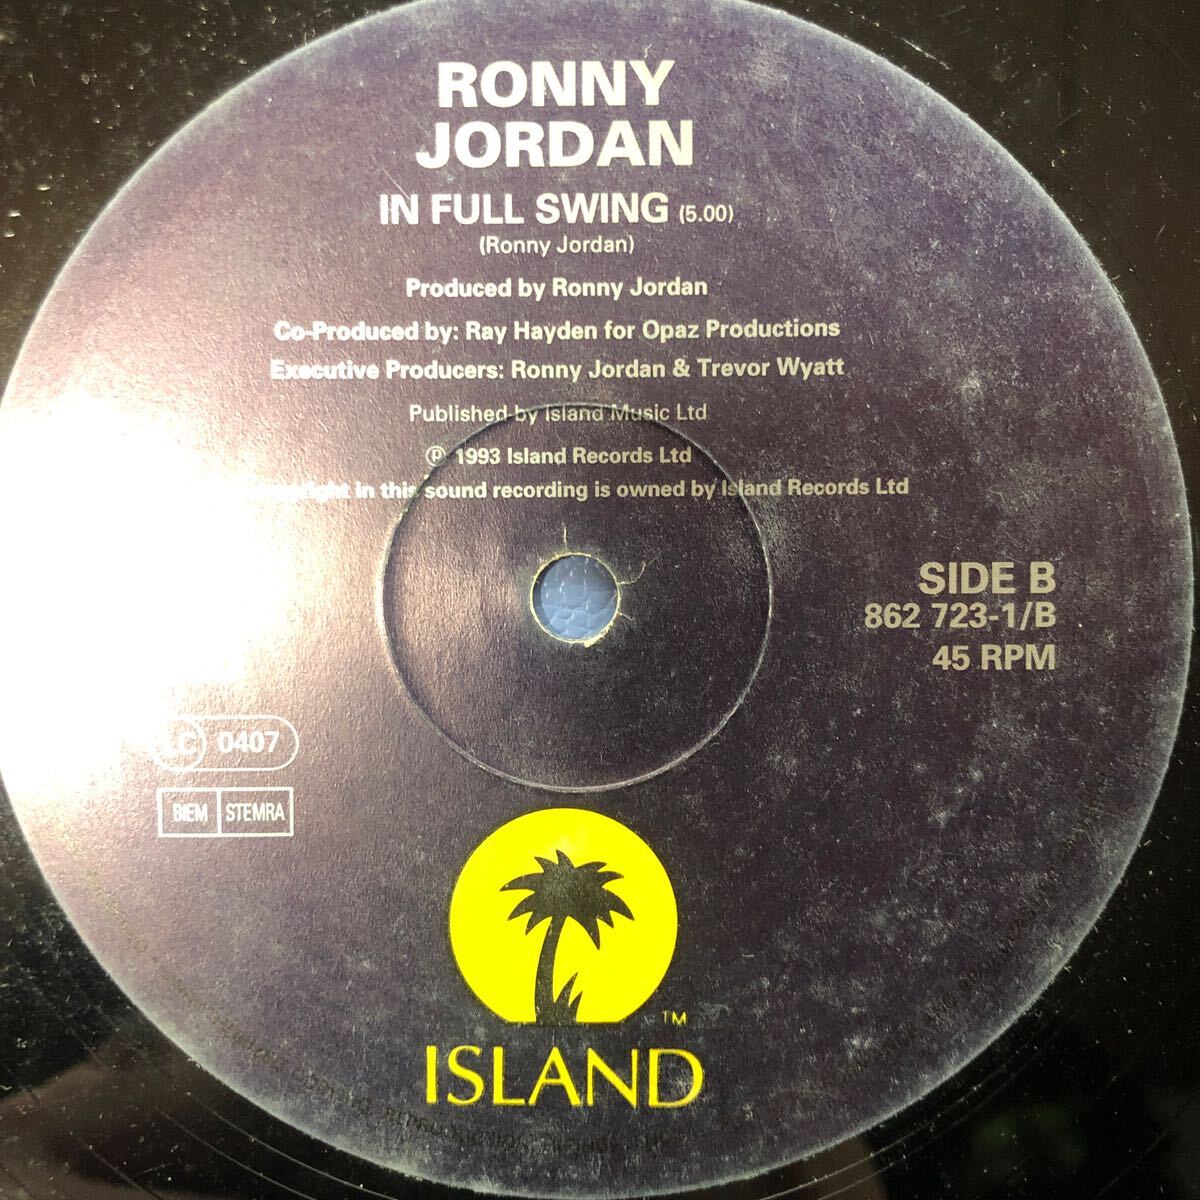 RONNY
JORDAN
IN FULL SWING (5.00)
(Ronny Jordan)
Produced by Ronny Jordan
Co-Produced by: Ray Hayden for Opaz Productions
Executive Producers: Ronny Jordan & Trevor Wyatt
Published by Island Music Ltd
℗ 1993 Island Records Ltd
in this sound recording is owned by Island Records Ltd
SIDE B
862 723-1/B
45 RPM
LC 0407
BIEM STEMRA
TM
ISLAND